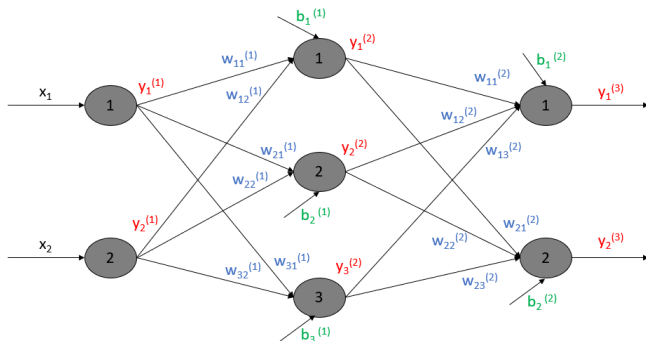 b₁⁽¹⁾
w₁₁⁽¹⁾
1
y₁⁽²⁾
b₁⁽²⁾
x₁
1
y₁⁽¹⁾
w₁₂⁽¹⁾
w₁₁⁽²⁾
w₁₂⁽²⁾
1
y₁⁽³⁾
w₂₁⁽¹⁾
w₂₂⁽¹⁾
2
y₂⁽²⁾
w₁₃⁽²⁾
b₂⁽¹⁾
x₂
2
y₂⁽¹⁾
w₃₁⁽¹⁾
w₃₂⁽¹⁾
3
y₃⁽²⁾
w₂₁⁽²⁾
w₂₂⁽²⁾
w₂₃⁽²⁾
2
y₂⁽³⁾
b₂⁽²⁾
b₃⁽¹⁾